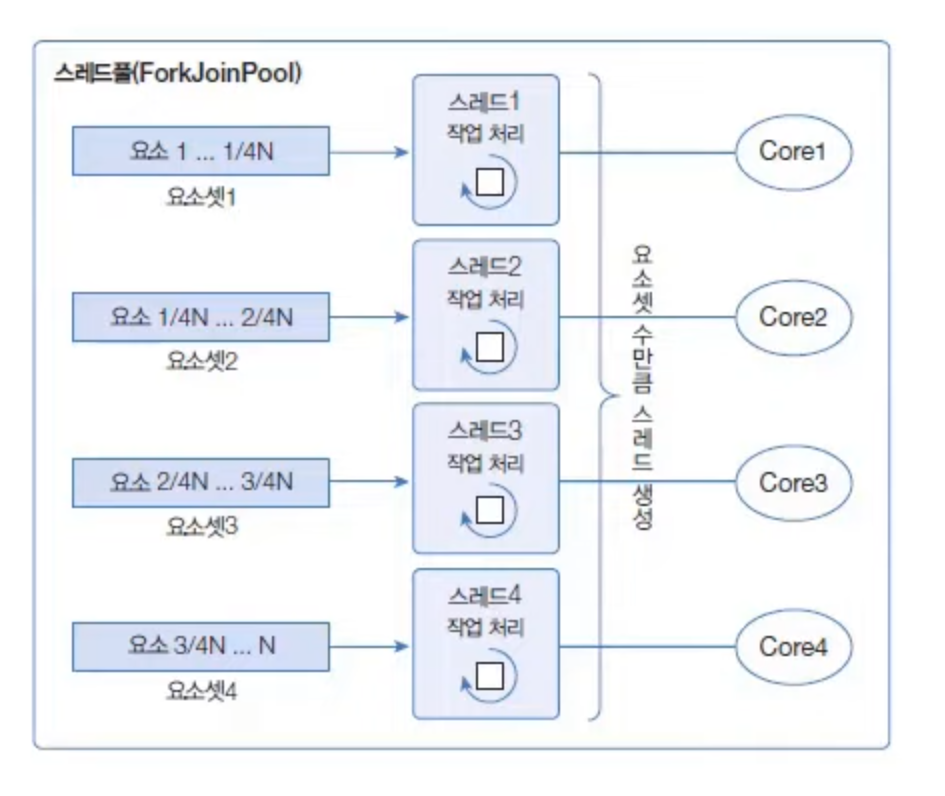 스레드풀(ForkJoinPool)
요소 1 ... 1/4N
요소셋1
스레드1
작업 처리
Core1
요소 1/4N ... 2/4N
요소셋2
스레드2
작업 처리
Core2
요소 2/4N ... 3/4N
요소셋3
스레드3
작업 처리
Core3
요소 3/4N ... N
요소셋4
스레드4
작업 처리
Core4
요소셋 수만큼 스레드 생성